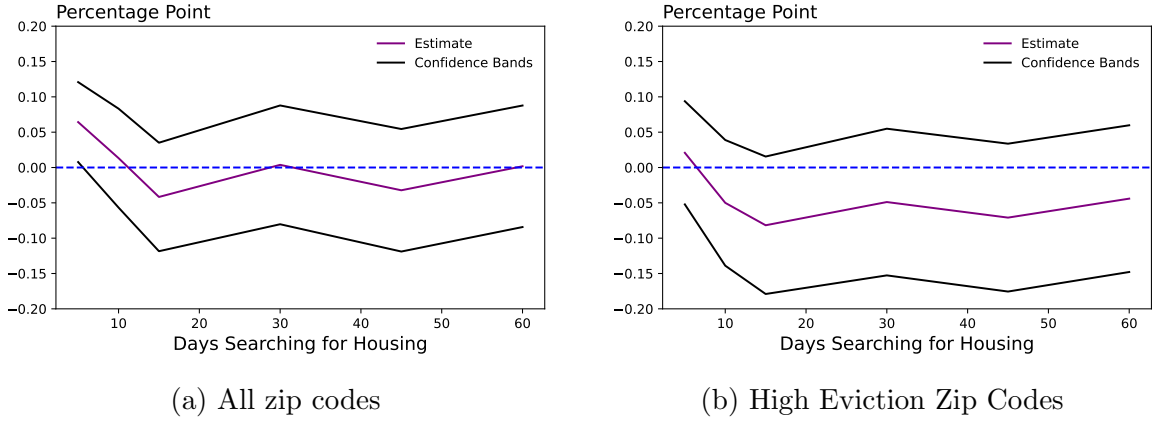 Percentage Point
0.20
0.15
0.10
0.05
0.00
−0.05
−0.10
−0.15
−0.20
Estimate
Confidence Bands
10 20 30 40 50 60
Days Searching for Housing
(a) All zip codes
Percentage Point
0.20
0.15
0.10
0.05
0.00
−0.05
−0.10
−0.15
−0.20
Estimate
Confidence Bands
10 20 30 40 50 60
Days Searching for Housing
(b) High Eviction Zip Codes